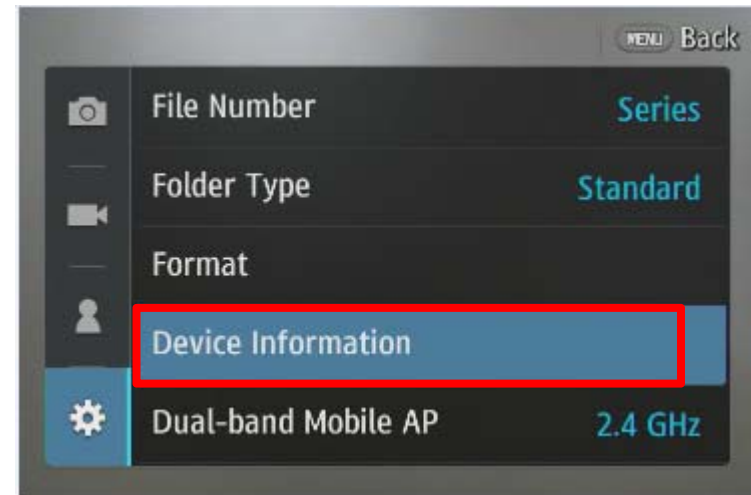 MENU Back
File Number Series
Folder Type Standard
Format
Device Information
Dual-band Mobile AP 2.4 GHz